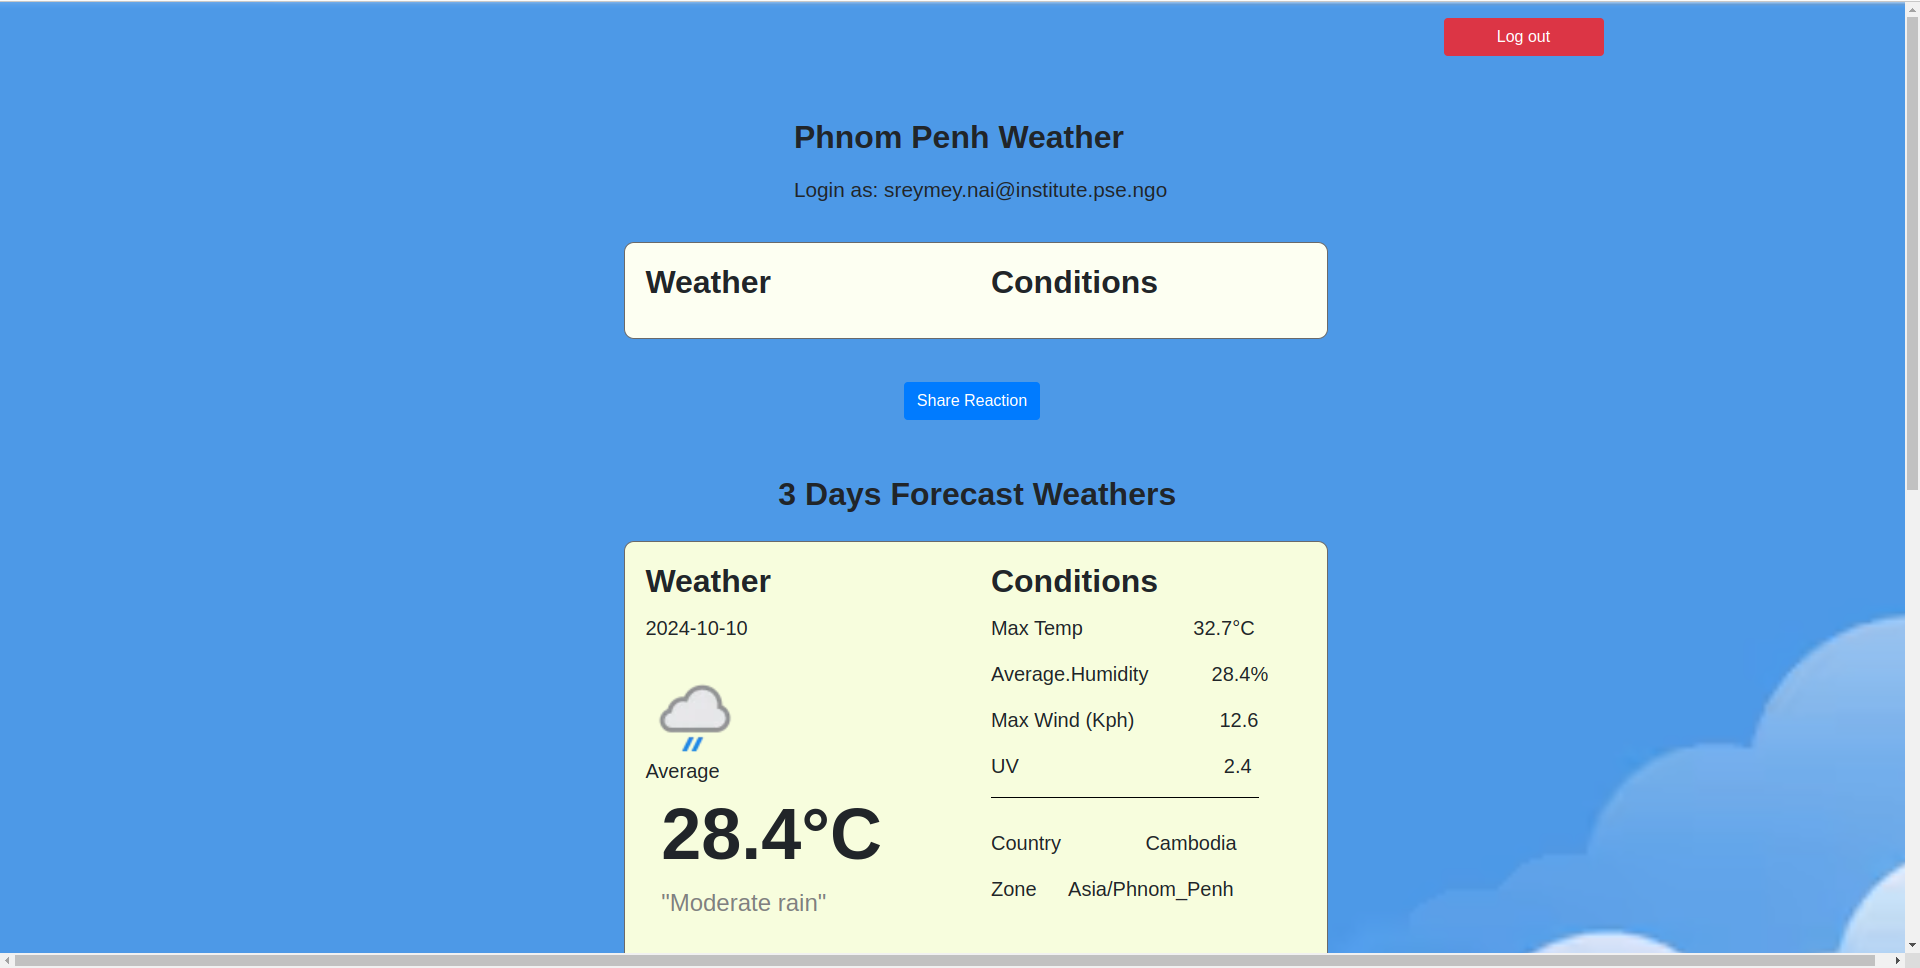 Log out
Phnom Penh Weather
Login as: sreymey.nai@institute.pse.ngo
Weather
Conditions
Share Reaction
3 Days Forecast Weathers
Weather
2024-10-10
Average
28.4°C
"Moderate rain"
Conditions
Max Temp 32.7°C
Average.Humidity 28.4%
Max Wind (Kph) 12.6
UV 2.4
Country Cambodia
Zone Asia/Phnom_Penh